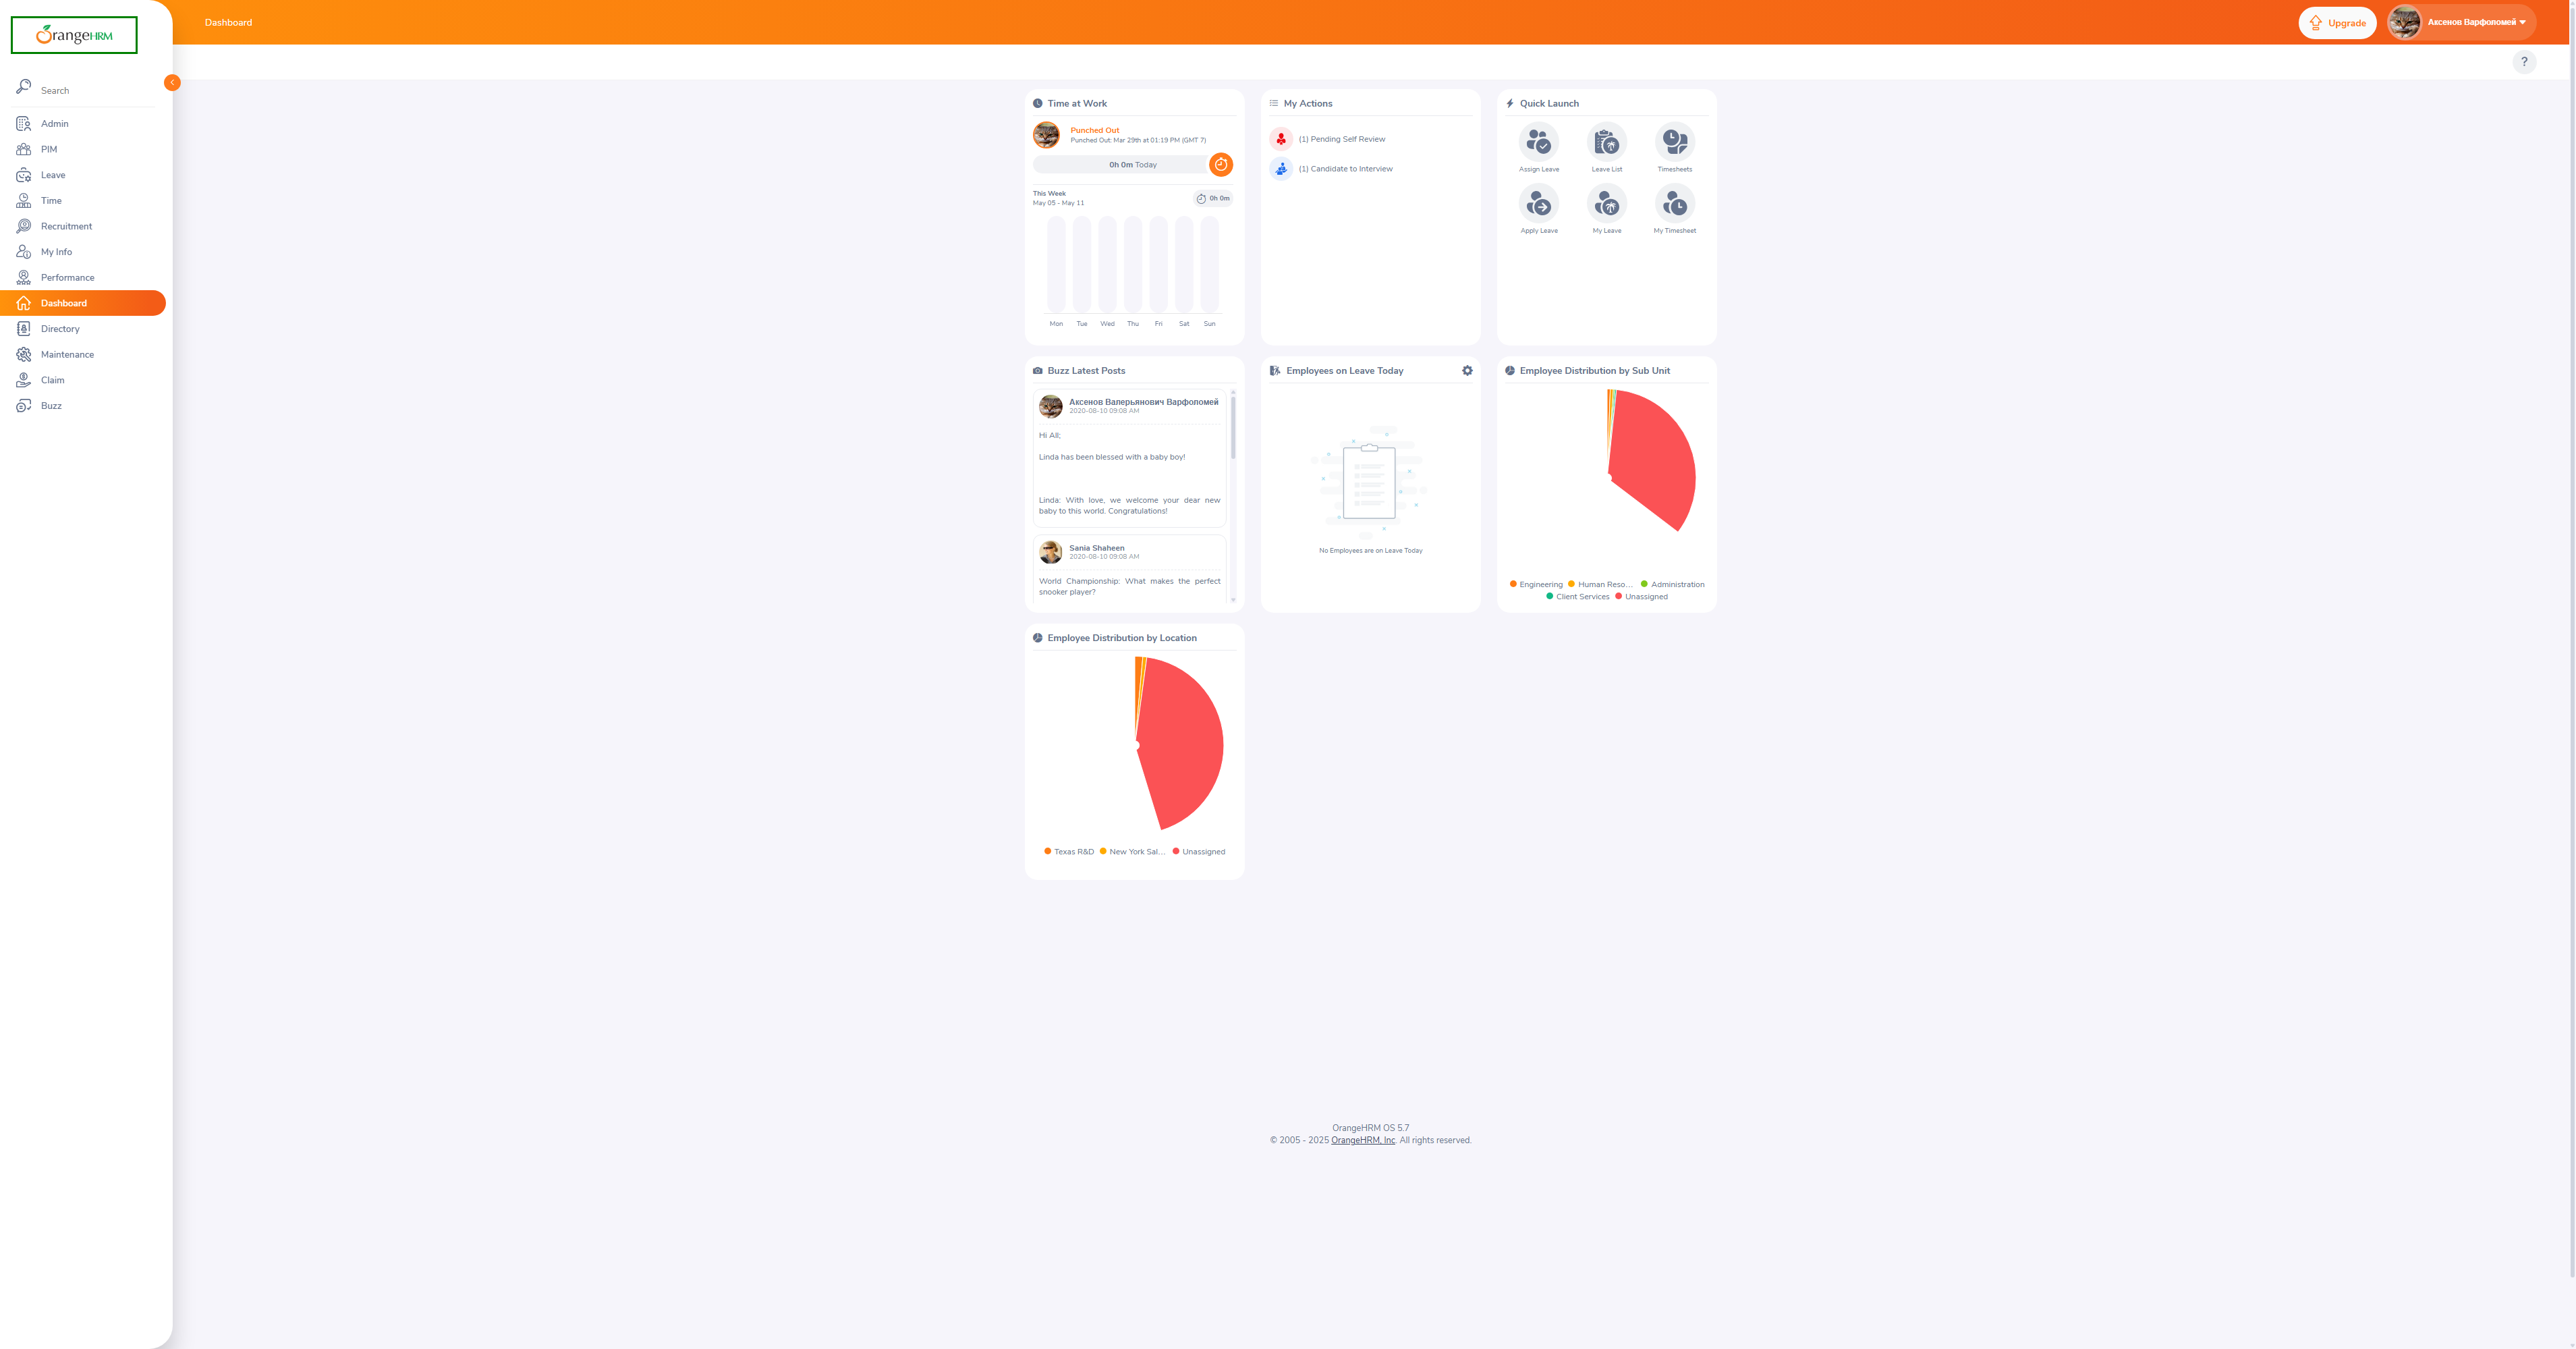 OrangeHRM
Search
Admin
PIM
Leave
Time
Recruitment
My Info
Performance
Dashboard
Directory
Maintenance
Claim
Buzz
Dashboard
Upgrade
Аксенов Варфоломей
?
Time at Work
Punched Out
Punched Out: Mar 29th at 01:19 PM (GMT 7)
0h 0m Today
This Week
May 05 - May 11
0h 0m
Mon Tue Wed Thu Fri Sat Sun
My Actions
(1) Pending Self Review
(1) Candidate to Interview
Quick Launch
Assign Leave Leave List Timesheets
Apply Leave My Leave My Timesheet
Buzz Latest Posts
Аксенов Валерьянович Варфоломей
2020-08-10 09:08 AM
Hi All;
Linda has been blessed with a baby boy!
Linda: With love, we welcome your dear new
baby to this world. Congratulations!
Sania Shaheen
2020-08-10 09:08 AM
World Championship: What makes the perfect
snooker player?
Employees on Leave Today
No Employees are on Leave Today
Employee Distribution by Sub Unit
Engineering Human Reso... Administration
Client Services Unassigned
Employee Distribution by Location
Texas R&D New York Sal... Unassigned
OrangeHRM OS 5.7
© 2005 - 2025 OrangeHRM, Inc. All rights reserved.